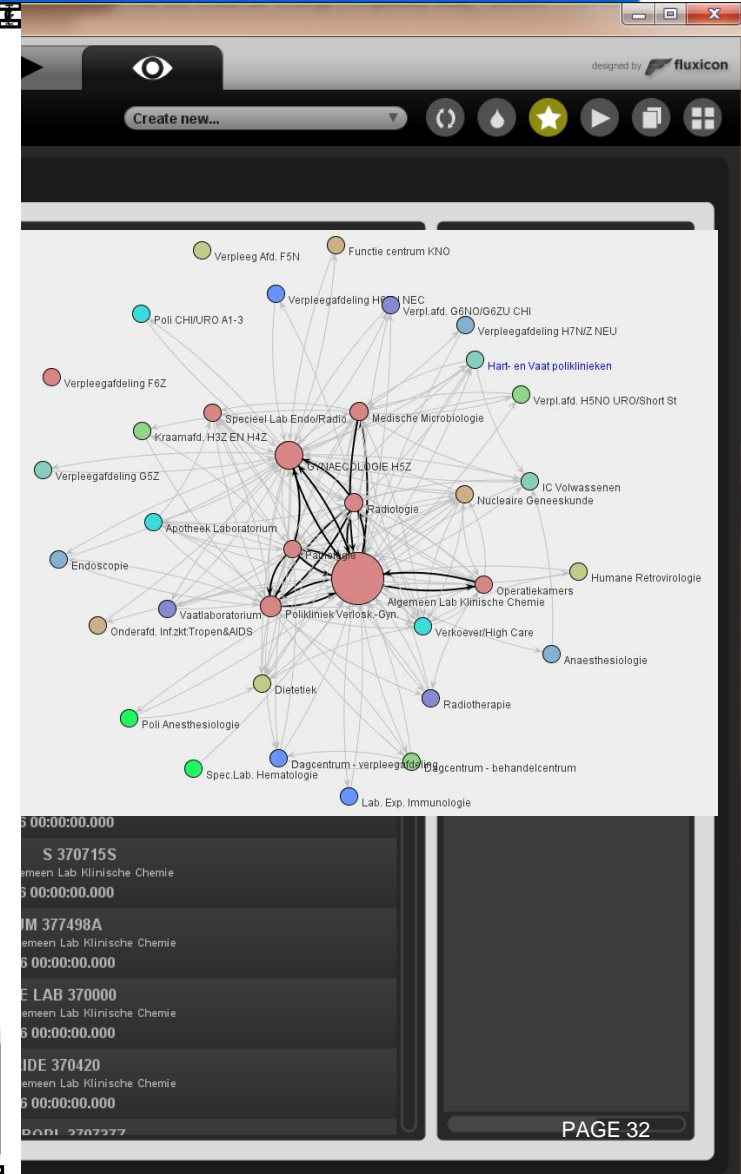 designed by fluxicon
Create new...
Verpleeg Afd. F5N
Functie centrum KNO
Verpleegafdeling H6 NEC
Verpl.afd. G6NO/G6ZU CHI
Poli CHI/URO A1-3
Verpleegafdeling H7N/Z NEU
Hart- en Vaat poliklinieken
Verpleegafdeling F6Z
Verpl.afd. H5NO URO/Short St
Specieel Lab Endo/Radio
Medische Microbiologie
Kraamafd. H3Z EN H4Z
GYNAECOLOGIE H5Z
Verpleegafdeling G5Z
IC Volwassenen
Nucleaire Geneeskunde
Radiologie
Apotheek Laboratorium
Pathologie
Endoscopie
Humane Retrovirologie
Operatiekamers
Algemeen Lab Klinische Chemie
Vaatlaboratorium
Polikliniek Verlosk.-Gyn.
Onderafd. Inf.zkt:Tropen&AIDS
Verkoever/High Care
Anaesthesiologie
Dietetiek
Radiotherapie
Poli Anesthesiologie
Dagcentrum - verpleegafdeling
Dagcentrum - behandelcentrum
Spec.Lab. Hematologie
Lab. Exp. Immunologie
6 00:00:00.000
S 370715S
emeen Lab Klinische Chemie
6 00:00:00.000
UM 377498A
emeen Lab Klinische Chemie
6 00:00:00.000
E LAB 370000
emeen Lab Klinische Chemie
6 00:00:00.000
IDE 370420
emeen Lab Klinische Chemie
6 00:00:00.000
PAGE 32